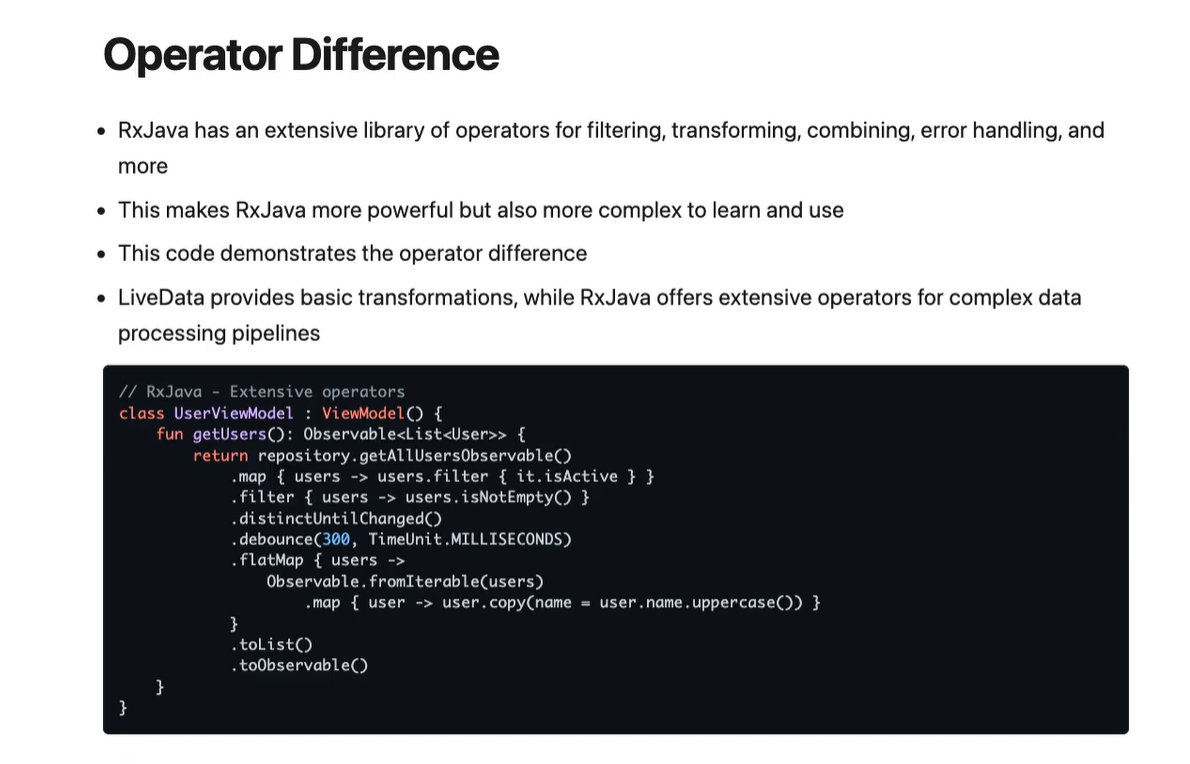 Operator Difference
• RxJava has an extensive library of operators for filtering, transforming, combining, error handling, and
more
• This makes RxJava more powerful but also more complex to learn and use
• This code demonstrates the operator difference
• LiveData provides basic transformations, while RxJava offers extensive operators for complex data
processing pipelines
// RxJava - Extensive operators
class UserViewModel : ViewModel() {
    fun getUsers(): Observable<List<User>> {
        return repository.getAllUsersObservable()
            .map { users -> users.filter { it.isActive } }
            .filter { users -> users.isNotEmpty() }
            .distinctUntilChanged()
            .debounce(300, TimeUnit.MILLISECONDS)
            .flatMap { users ->
                Observable.fromIterable(users)
                    .map { user -> user.copy(name = user.name.uppercase()) }
            }
            .toList()
            .toObservable()
    }
}